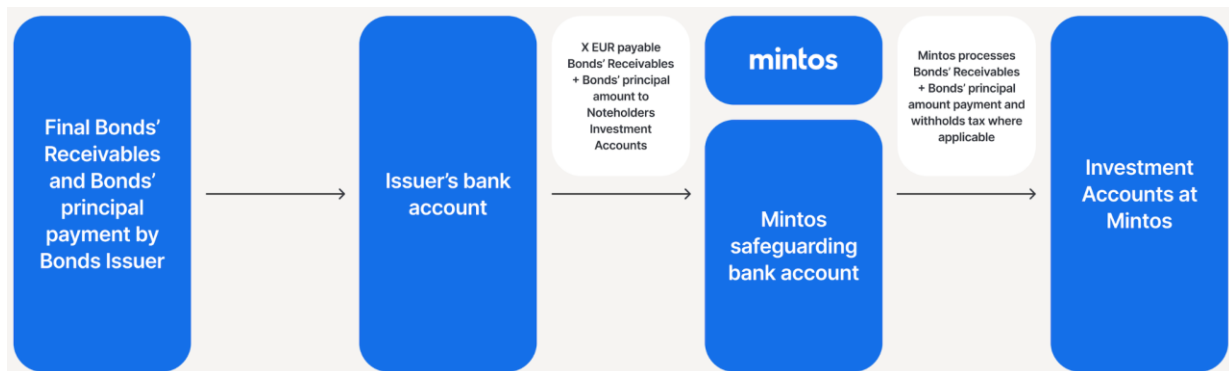 Final Bonds'
Receivables
and Bonds'
principal
payment by
Bonds Issuer
Issuer's bank
account
X EUR payable
Bonds' Receivables
+ Bonds' principal
amount to
Noteholders
Investment
Accounts
mintos
Mintos
safeguarding
bank account
Mintos processes
Bonds' Receivables
+ Bonds' principal
amount payment and
withholds tax where
applicable
Investment
Accounts at
Mintos